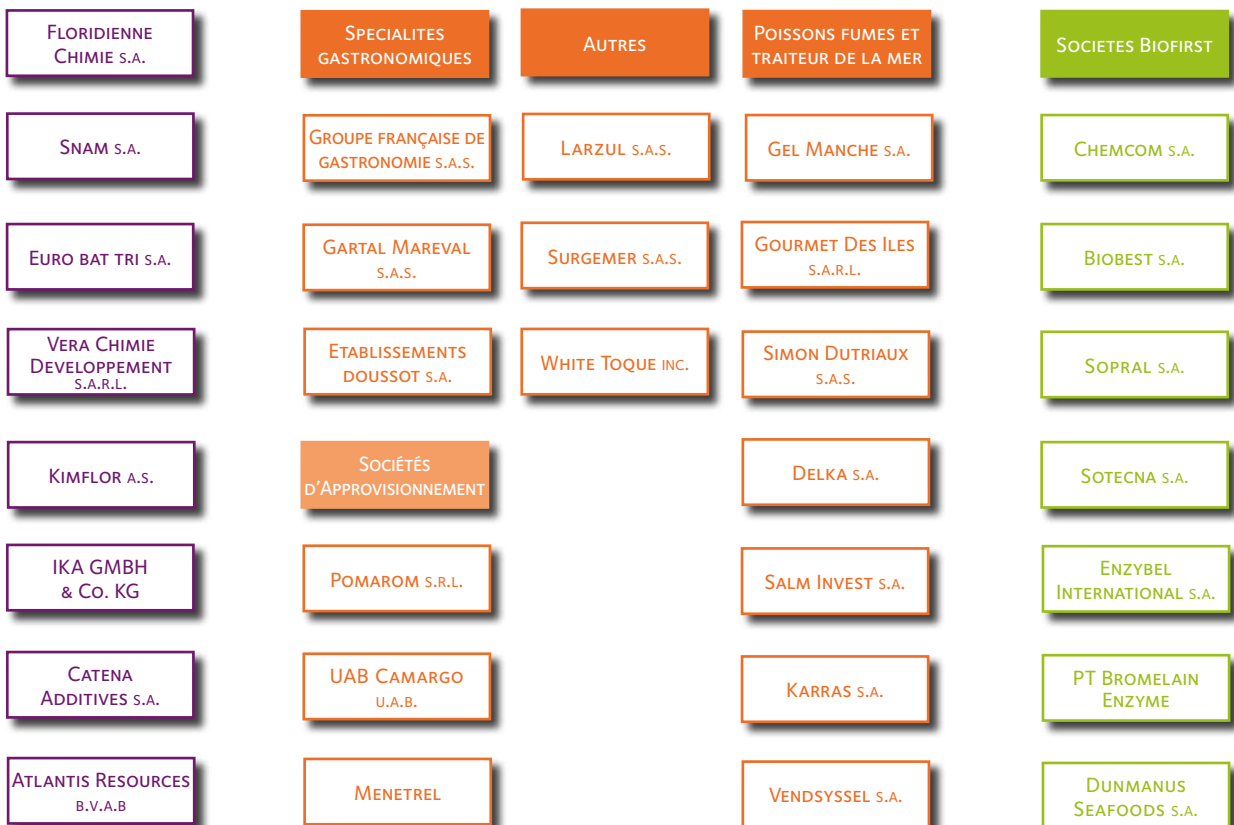 Floridienne
Chimie s.a.
Snam s.a.
Euro bat tri s.a.
Vera Chimie
Developpement
s.a.r.l.
Kimflor a.s.
IKA GMBH
& Co. KG
Catena
Additives s.a.
Atlantis Resources
b.v.a.b
Specialites
gastronomiques
Groupe française de
gastronomie s.a.s.
Gartal Mareval
s.a.s.
Etablissements
doussot s.a.
Sociétés
d'Approvisionnement
Pomarom s.r.l.
UAB Camargo
u.a.b.
Menetrel
Autres
Larzul s.a.s.
Surgemer s.a.s.
White Toque inc.
Poissons fumes et
traiteur de la mer
Gel Manche s.a.
Gourmet Des Iles
s.a.r.l.
Simon Dutriaux
s.a.s.
Delka s.a.
Salm Invest s.a.
Karras s.a.
Vendsyssel s.a.
Societes Biofirst
Chemcom s.a.
Biobest s.a.
Sopral s.a.
Sotecna s.a.
Enzybel
International s.a.
PT Bromelain
Enzyme
Dunmanus
Seafoods s.a.